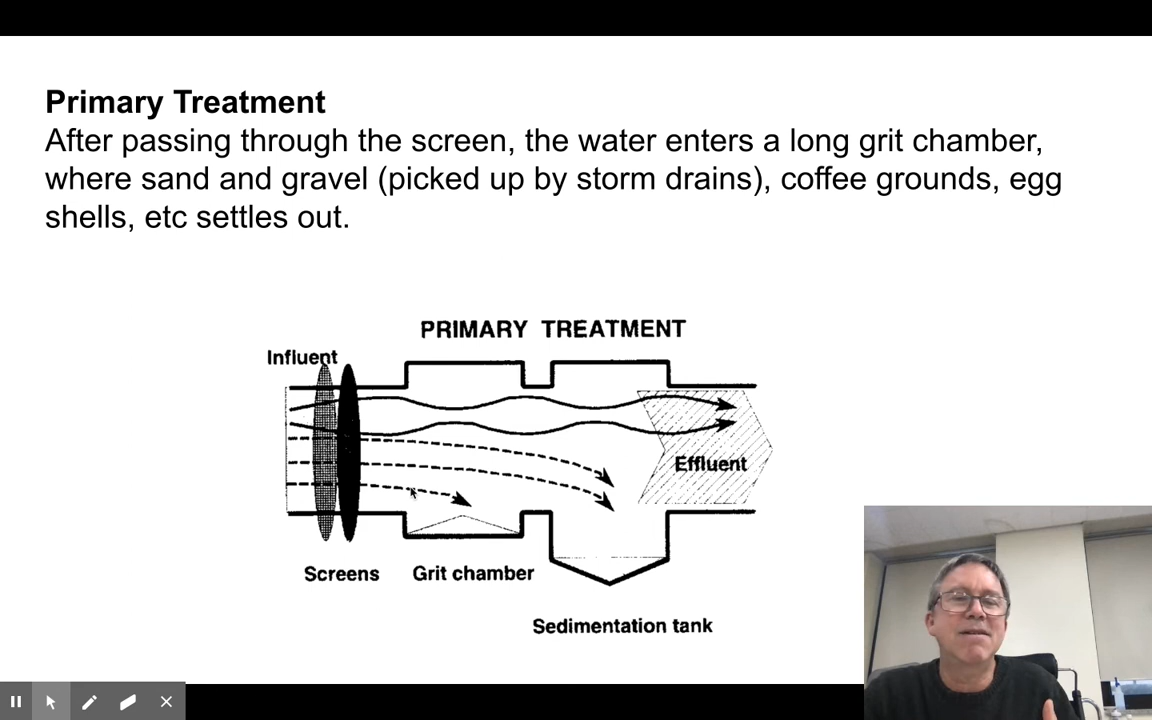 Primary Treatment
After passing through the screen, the water enters a long grit chamber,
where sand and gravel (picked up by storm drains), coffee grounds, egg
shells, etc settles out.
PRIMARY TREATMENT
Influent
Effluent
Screens
Grit chamber
Sedimentation tank